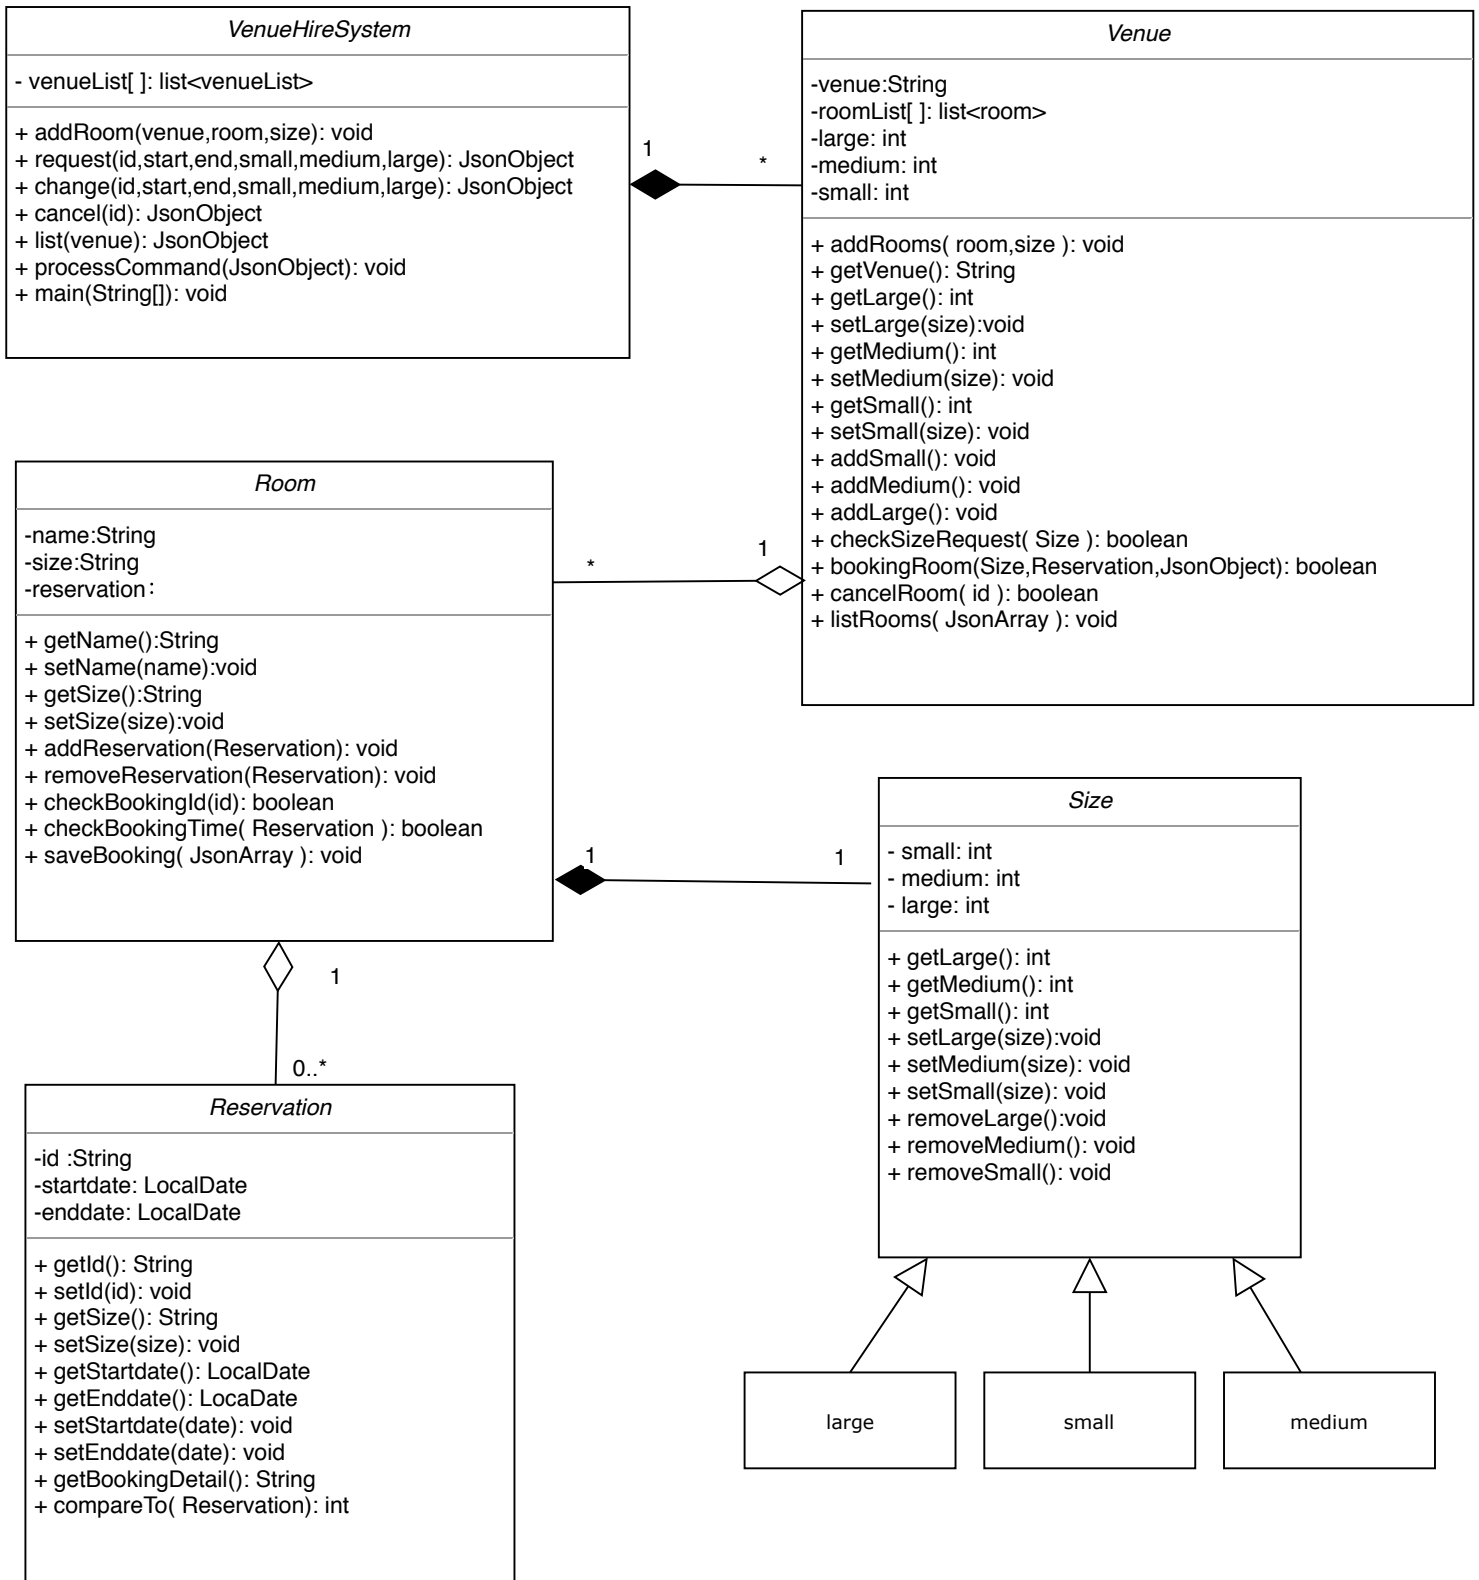 VenueHireSystem
- venueList[ ]: list<venueList>
+ addRoom(venue,room,size): void
+ request(id,start,end,small,medium,large): JsonObject
+ change(id,start,end,small,medium,large): JsonObject
+ cancel(id): JsonObject
+ list(venue): JsonObject
+ processCommand(JsonObject): void
+ main(String[]): void
1
*
Venue
-venue:String
-roomList[ ]: list<room>
-large: int
-medium: int
-small: int
+ addRooms( room,size ): void
+ getVenue(): String
+ getLarge(): int
+ setLarge(size):void
+ getMedium(): int
+ setMedium(size): void
+ getSmall(): int
+ setSmall(size): void
+ addSmall(): void
+ addMedium(): void
+ addLarge(): void
+ checkSizeRequest( Size ): boolean
+ bookingRoom(Size,Reservation,JsonObject): boolean
+ cancelRoom( id ): boolean
+ listRooms( JsonArray ): void
Room
-name:String
-size:String
-reservation：
+ getName():String
+ setName(name):void
+ getSize():String
+ setSize(size):void
+ addReservation(Reservation): void
+ removeReservation(Reservation): void
+ checkBookingId(id): boolean
+ checkBookingTime( Reservation ): boolean
+ saveBooking( JsonArray ): void
*
1
1
1
Size
- small: int
- medium: int
- large: int
+ getLarge(): int
+ getMedium(): int
+ getSmall(): int
+ setLarge(size):void
+ setMedium(size): void
+ setSmall(size): void
+ removeLarge():void
+ removeMedium(): void
+ removeSmall(): void
1
0..*
Reservation
-id :String
-startdate: LocalDate
-enddate: LocalDate
+ getId(): String
+ setId(id): void
+ getSize(): String
+ setSize(size): void
+ getStartdate(): LocalDate
+ getEnddate(): LocaDate
+ setStartdate(date): void
+ setEnddate(date): void
+ getBookingDetail(): String
+ compareTo( Reservation): int
large
small
medium